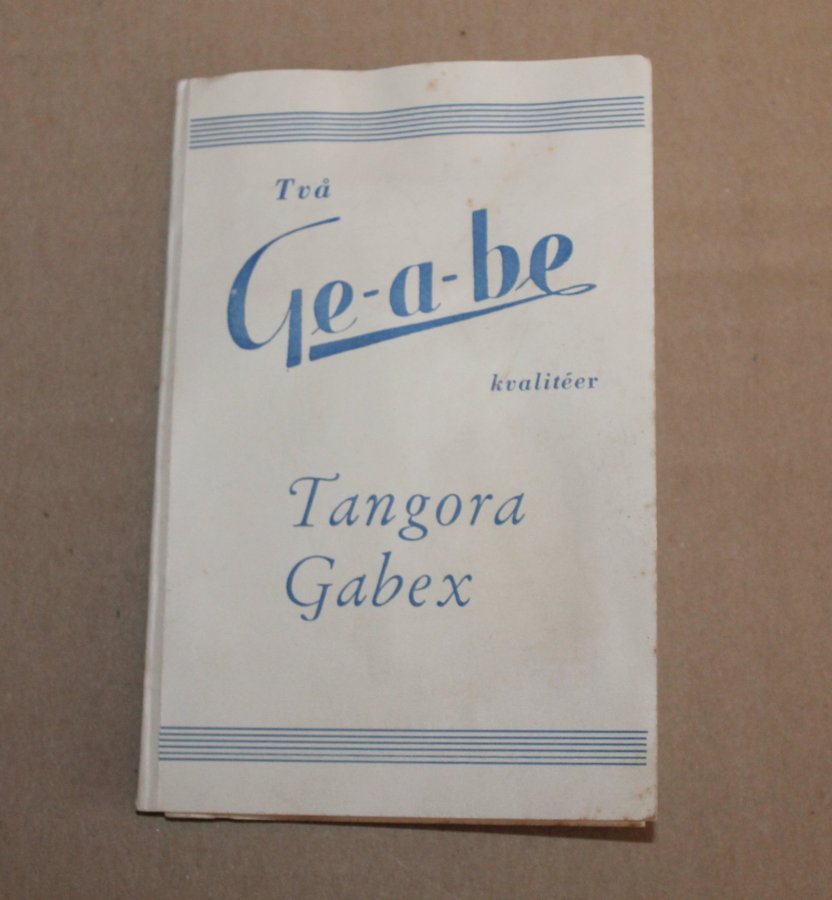 Två
Ge-a-be
kvalitéer
Tangora
Gabex